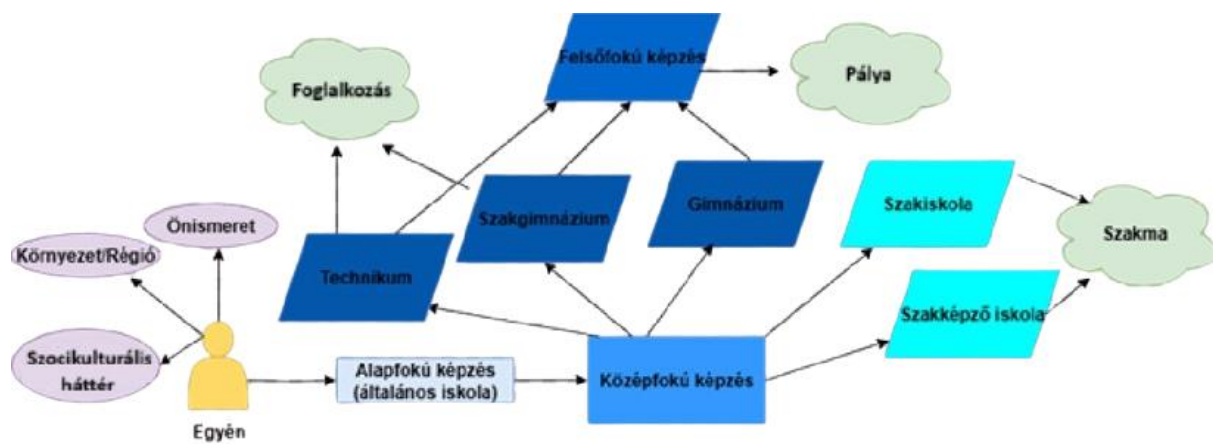 Felsőfokú képzés
Pálya
Foglalkozás
Szakgimnázium
Gimnázium
Szakiskola
Önismeret
Környezet/Régió
Technikum
Szakma
Szakképző iskola
Szocikulturális
háttér
Alapfokú képzés
(általános iskola)
Középfokú képzés
Egyén